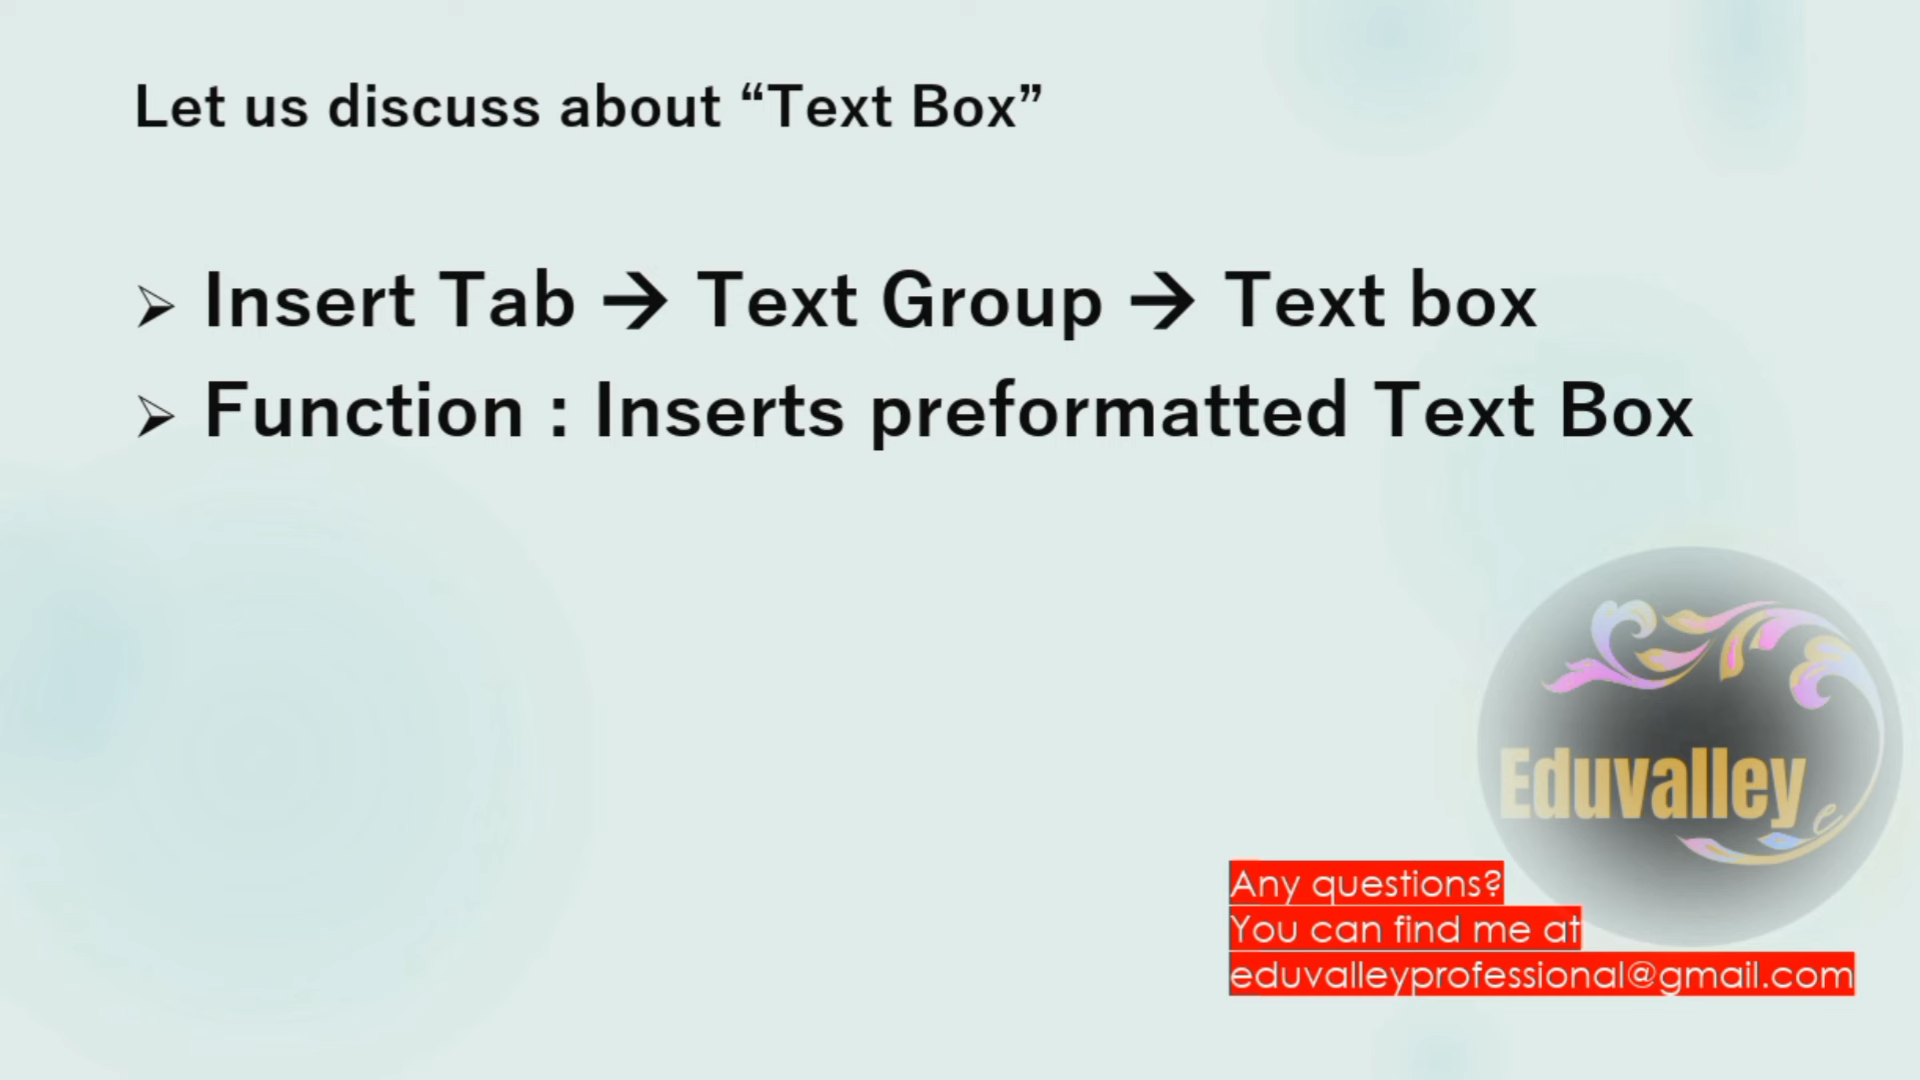 Let us discuss about “Text Box”
➢ Insert Tab → Text Group → Text box
➢ Function : Inserts preformatted Text Box
Eduvalley
e
Any questions?
You can find me at
eduvalleyprofessional@gmail.com